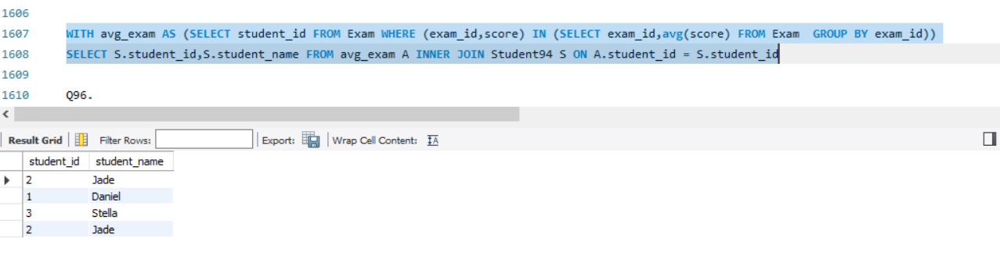 1606
1607 WITH avg_exam AS (SELECT student_id FROM Exam WHERE (exam_id,score) IN (SELECT exam_id,avg(score) FROM Exam  GROUP BY exam_id))
1608 SELECT S.student_id,S.student_name FROM avg_exam A INNER JOIN Student94 S ON A.student_id = S.student_id
1609
1610 Q96.
Result Grid Filter Rows: Export: Wrap Cell Content:
student_id student_name
2 Jade
1 Daniel
3 Stella
2 Jade